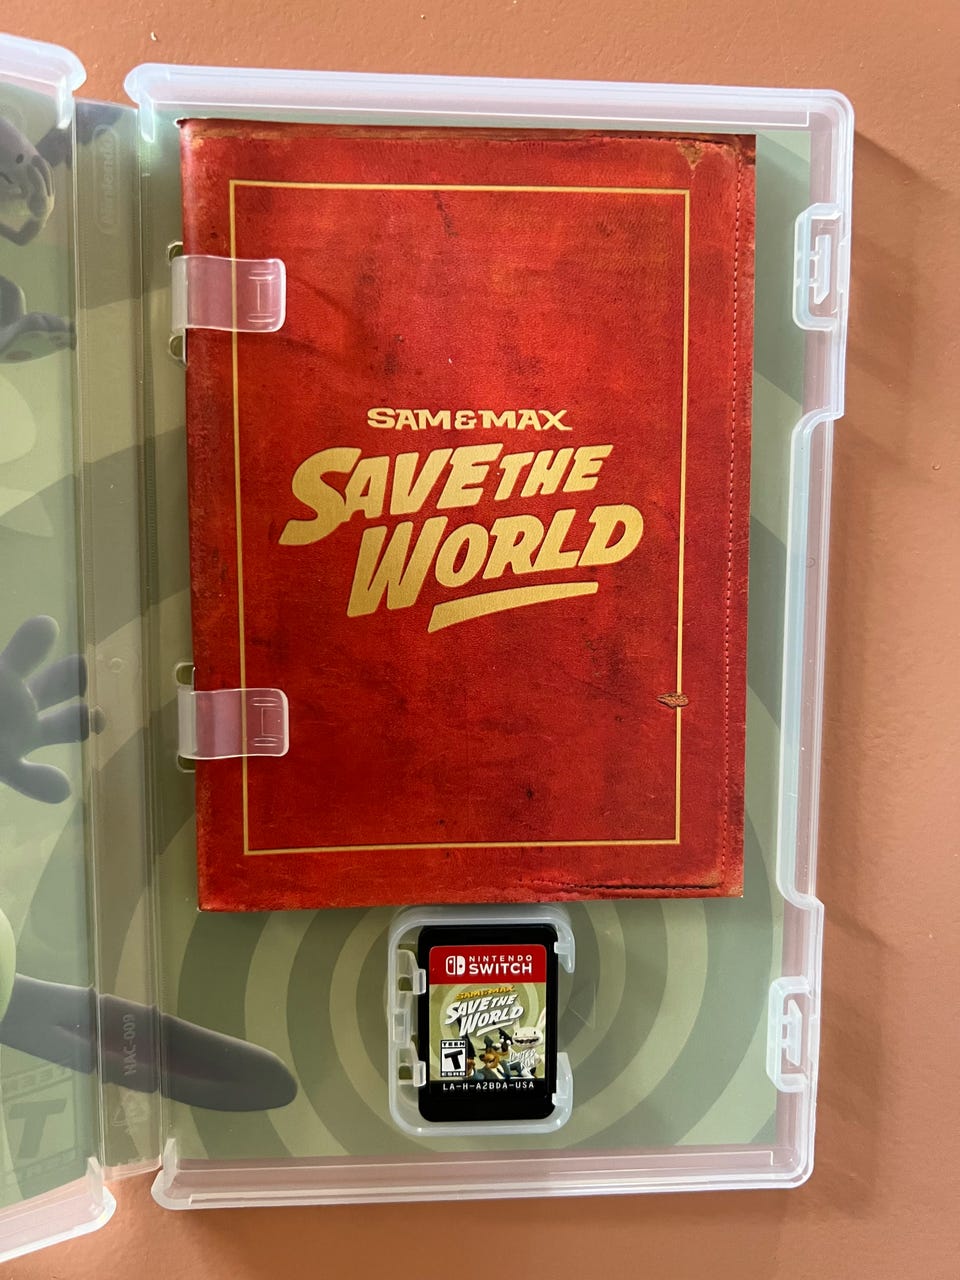 SAM & MAX
SAVE THE
WORLD
NINTENDO
SWITCH
SAM & MAX
SAVE THE
WORLD
TEEN
T
ESRB
LA-H-A2BDA-USA
Nintendo
HAC-009